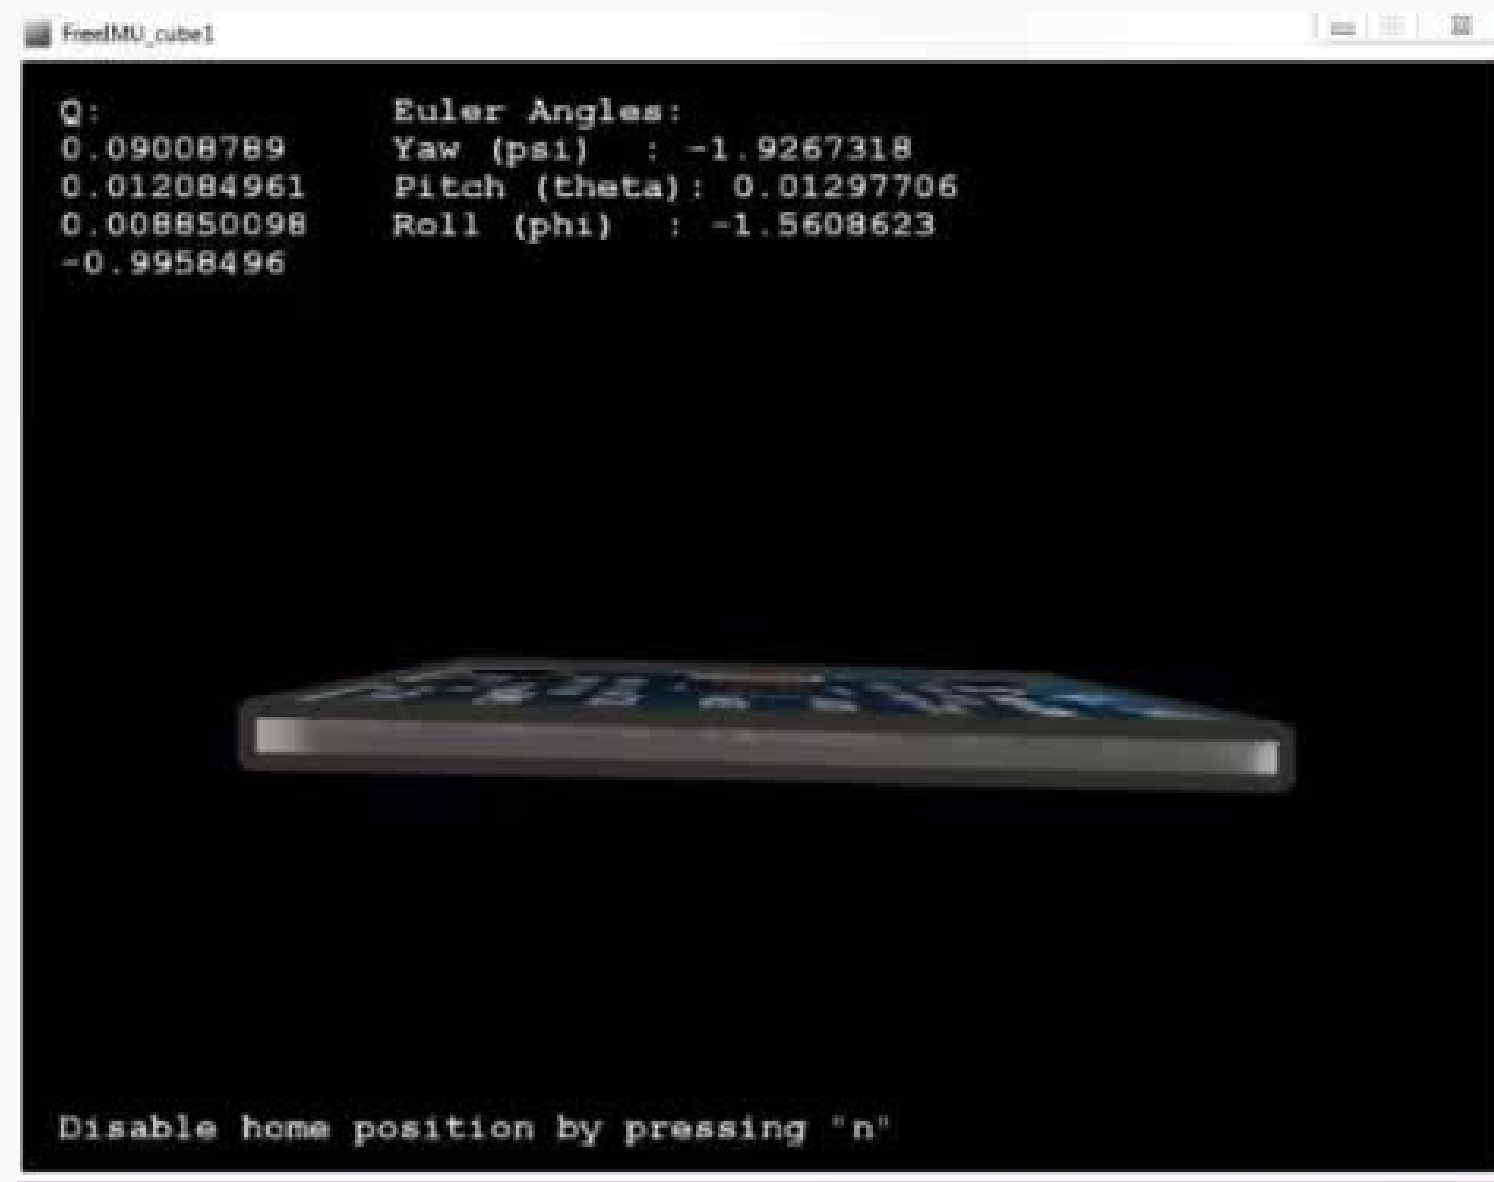 FreeIMU_cube1
Q:
0.09008789
0.012084961
0.008850098
-0.9958496
Euler Angles:
Yaw (psi) : -1.9267318
Pitch (theta): 0.01297706
Roll (phi) : -1.5608623
Disable home position by pressing "n"